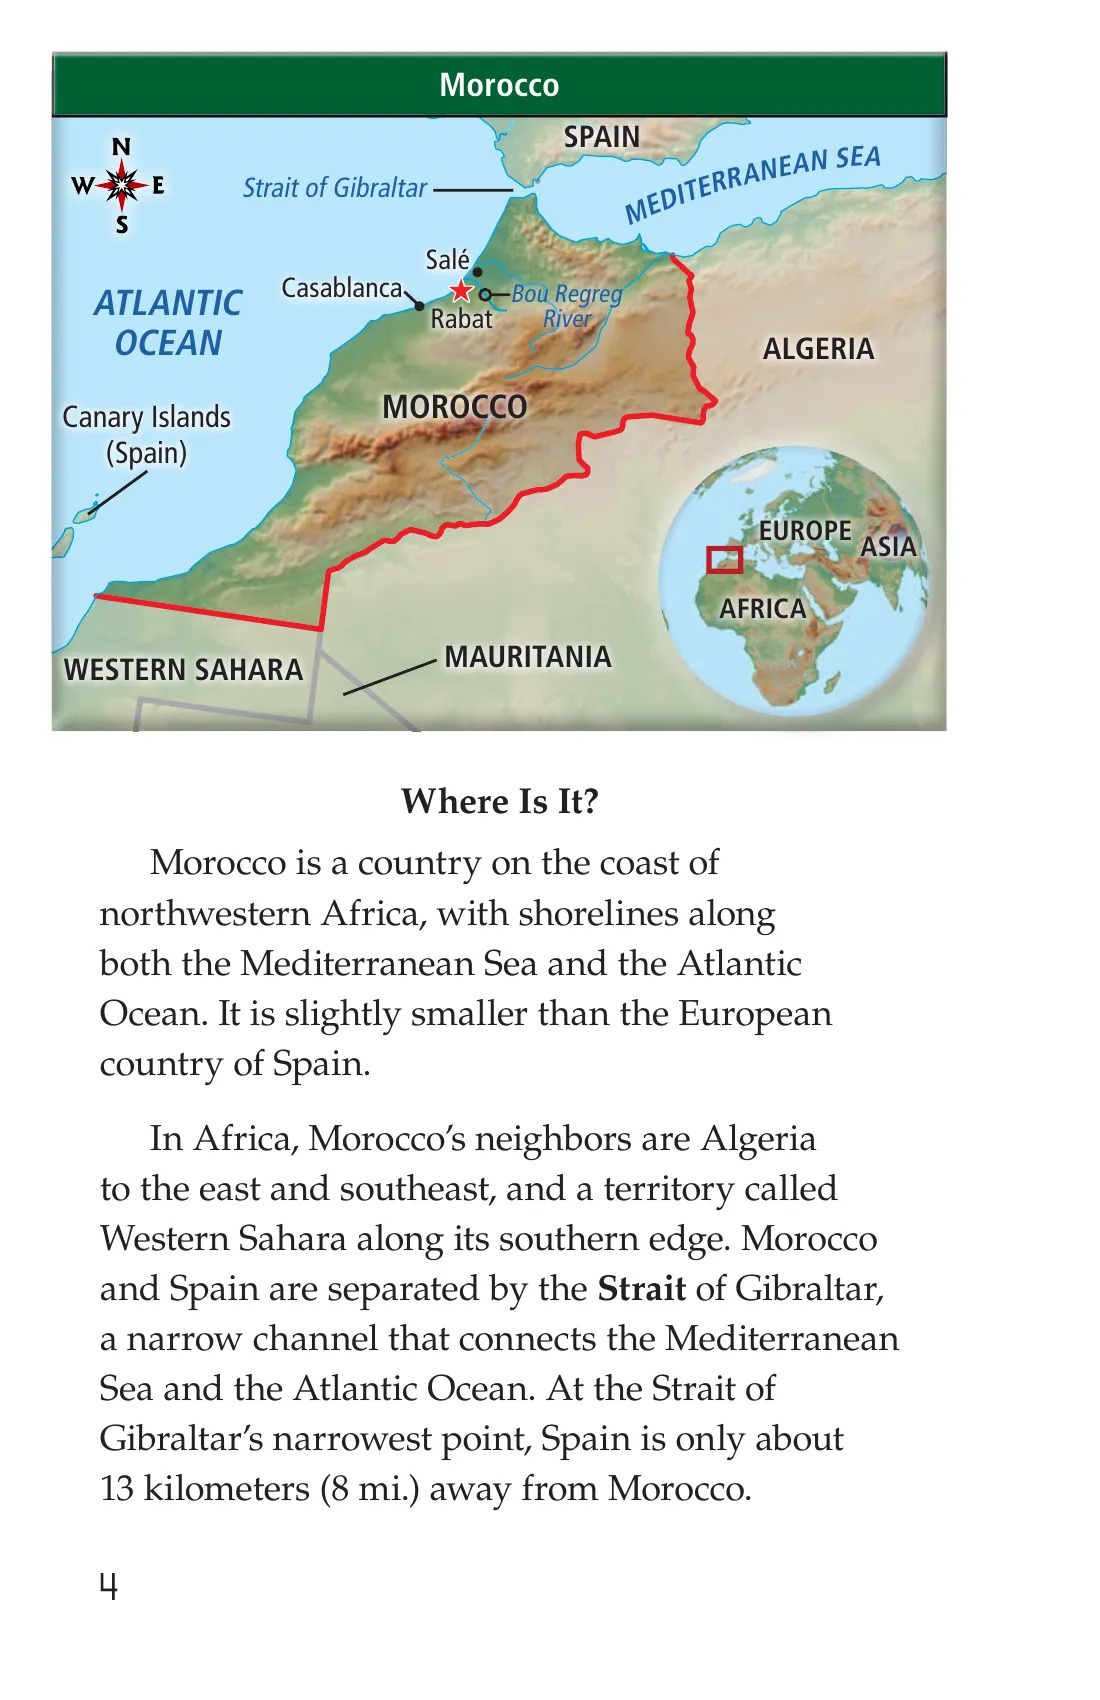 Morocco
N
W E
S
SPAIN
Strait of Gibraltar
MEDITERRANEAN SEA
Salé
Casablanca
Bou Regreg
River
Rabat
ATLANTIC
OCEAN
ALGERIA
MOROCCO
Canary Islands
(Spain)
EUROPE
ASIA
AFRICA
WESTERN SAHARA
MAURITANIA
Where Is It?
Morocco is a country on the coast of
northwestern Africa, with shorelines along
both the Mediterranean Sea and the Atlantic
Ocean. It is slightly smaller than the European
country of Spain.
In Africa, Morocco’s neighbors are Algeria
to the east and southeast, and a territory called
Western Sahara along its southern edge. Morocco
and Spain are separated by the Strait of Gibraltar,
a narrow channel that connects the Mediterranean
Sea and the Atlantic Ocean. At the Strait of
Gibraltar’s narrowest point, Spain is only about
13 kilometers (8 mi.) away from Morocco.
4